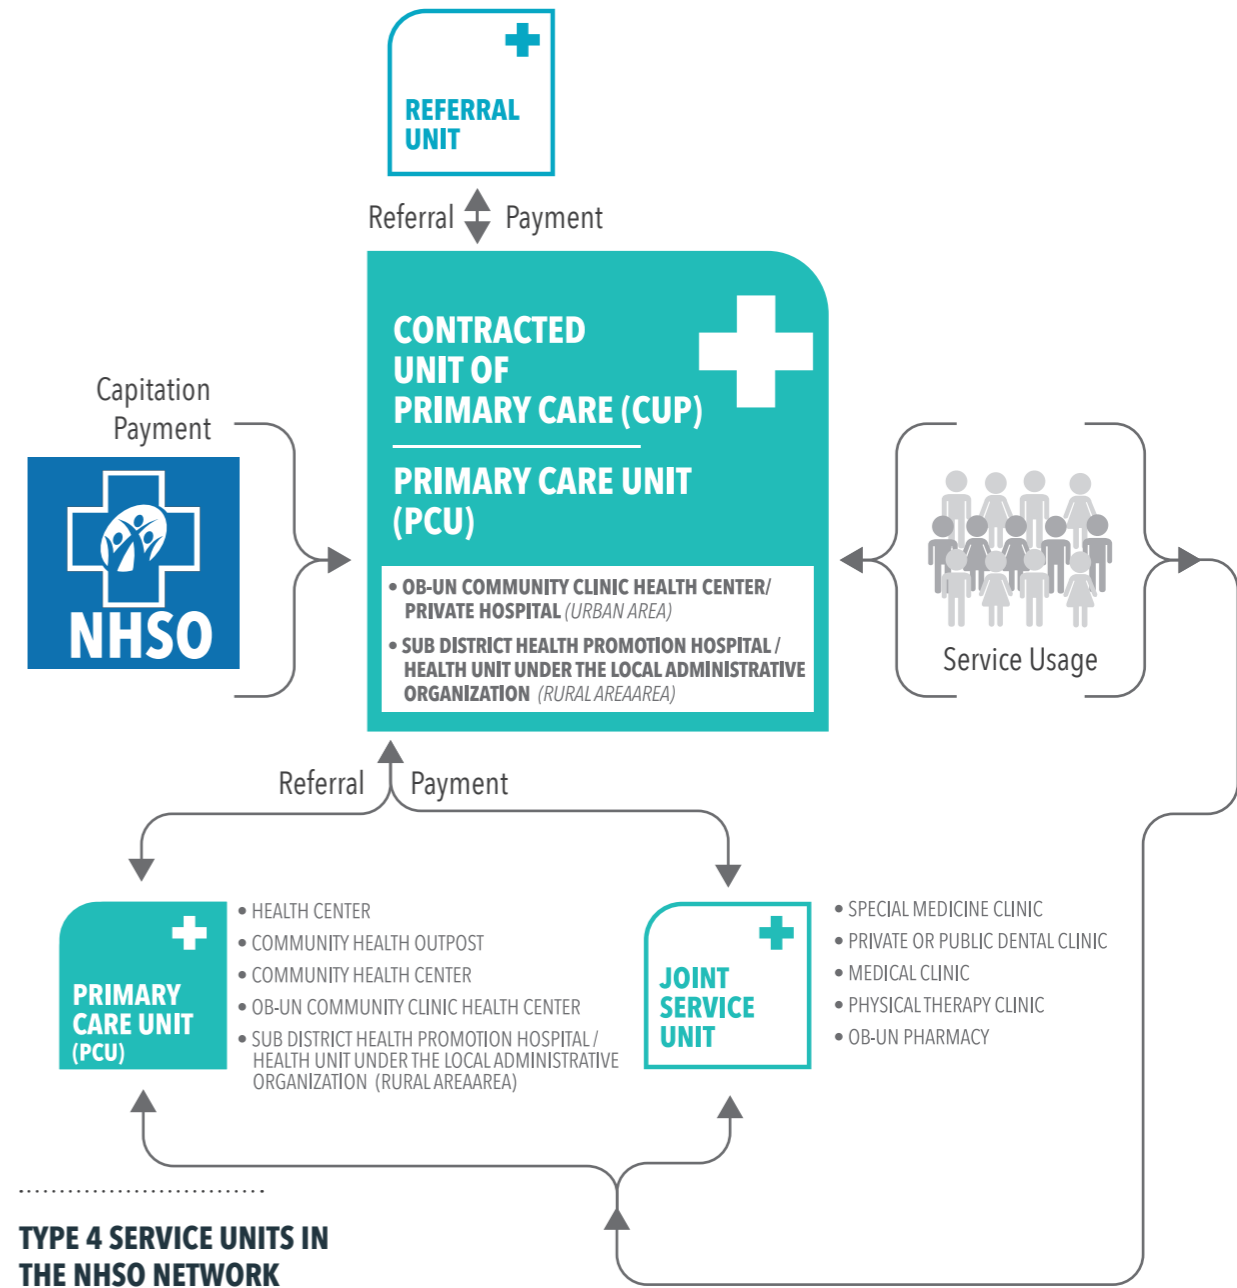 REFERRAL
UNIT
Referral Payment
CONTRACTED
UNIT OF
PRIMARY CARE (CUP)
PRIMARY CARE UNIT
(PCU)
• OB-UN COMMUNITY CLINIC HEALTH CENTER/
PRIVATE HOSPITAL (URBAN AREA)
• SUB DISTRICT HEALTH PROMOTION HOSPITAL /
HEALTH UNIT UNDER THE LOCAL ADMINISTRATIVE
ORGANIZATION (RURAL AREAAREA)
Capitation
Payment
NHSO
Service Usage
Referral Payment
PRIMARY
CARE UNIT
(PCU)
• HEALTH CENTER
• COMMUNITY HEALTH OUTPOST
• COMMUNITY HEALTH CENTER
• OB-UN COMMUNITY CLINIC HEALTH CENTER
• SUB DISTRICT HEALTH PROMOTION HOSPITAL /
HEALTH UNIT UNDER THE LOCAL ADMINISTRATIVE
ORGANIZATION (RURAL AREAAREA)
JOINT
SERVICE
UNIT
• SPECIAL MEDICINE CLINIC
• PRIVATE OR PUBLIC DENTAL CLINIC
• MEDICAL CLINIC
• PHYSICAL THERAPY CLINIC
• OB-UN PHARMACY
TYPE 4 SERVICE UNITS IN
THE NHSO NETWORK